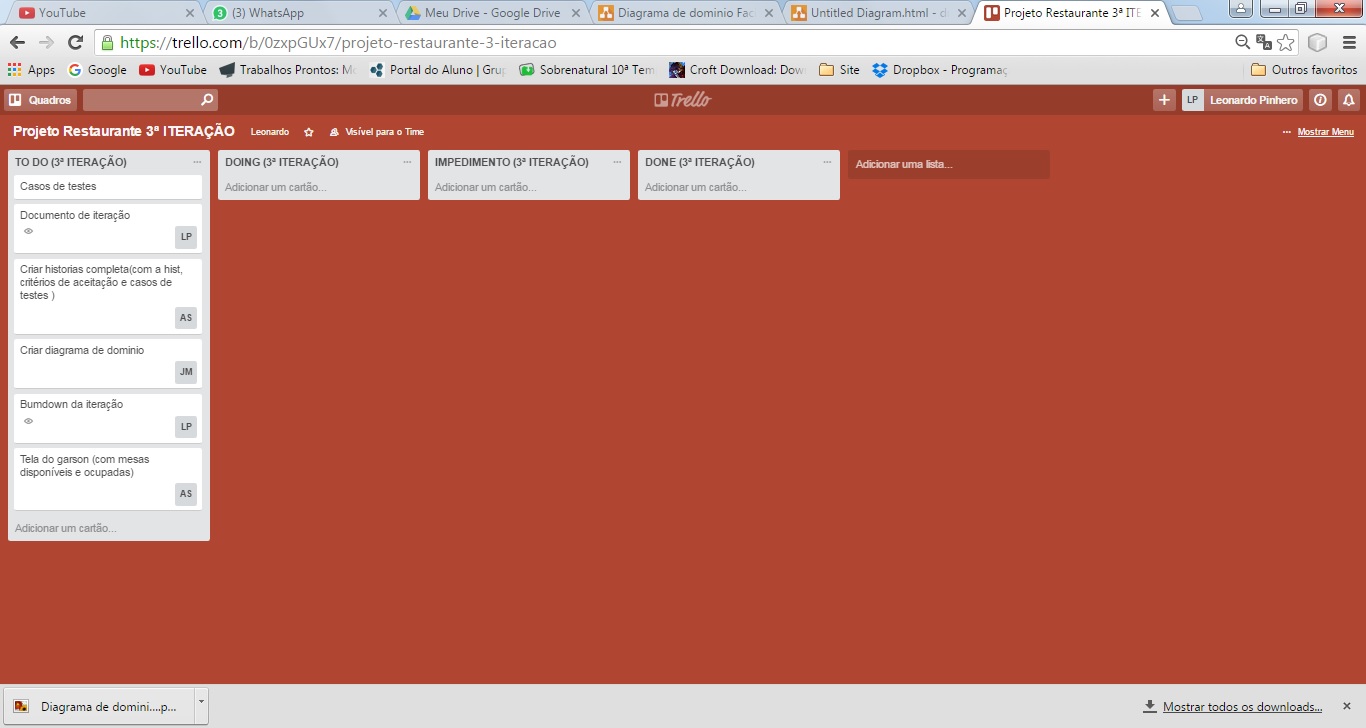 YouTube
(3) WhatsApp
Meu Drive - Google Drive
Diagrama de dominio Fac
Untitled Diagram.html - d
Projeto Restaurante 3ª ITE
https://trello.com/b/0zxpGUx7/projeto-restaurante-3-iteracao
Apps
Google
YouTube
Trabalhos Prontos: Mo
Portal do Aluno | Grup
Sobrenatural 10ª Tem
Croft Download: Dow
Site
Dropbox - Programaç
Outros favoritos
Quadros
Trello
LP
Leonardo Pinhero
Projeto Restaurante 3ª ITERAÇÃO
Leonardo
Visível para o Time
... Mostrar Menu
TO DO (3ª ITERAÇÃO)
Casos de testes
Documento de iteração
LP
Criar historias completa(com a hist,
critérios de aceitação e casos de
testes )
AS
Criar diagrama de dominio
JM
Burndown da iteração
LP
Tela do garson (com mesas
disponíveis e ocupadas)
AS
Adicionar um cartão...
DOING (3ª ITERAÇÃO)
Adicionar um cartão...
IMPEDIMENTO (3ª ITERAÇÃO)
Adicionar um cartão...
DONE (3ª ITERAÇÃO)
Adicionar um cartão...
Adicionar uma lista...
Diagrama de domini....p...
Mostrar todos os downloads...